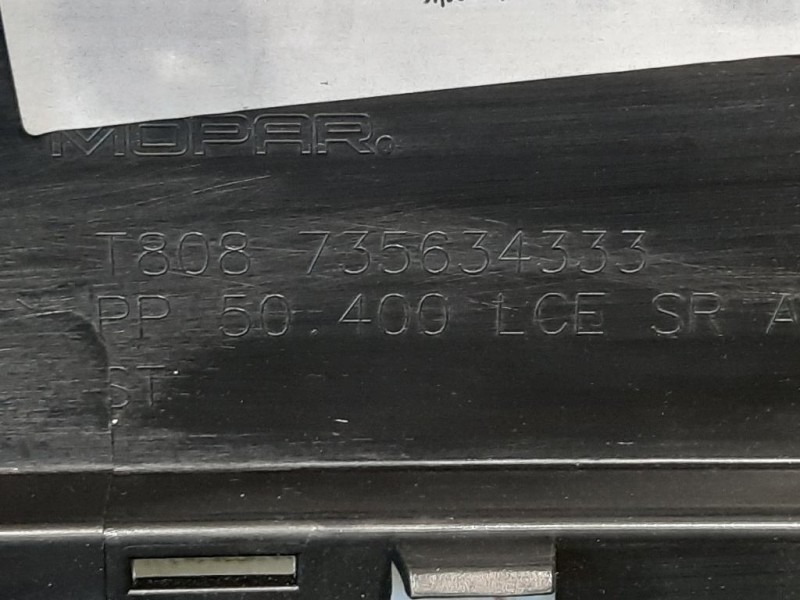 MOPAR®
T808 735634333
PP 50.400 LCE SR A
ST